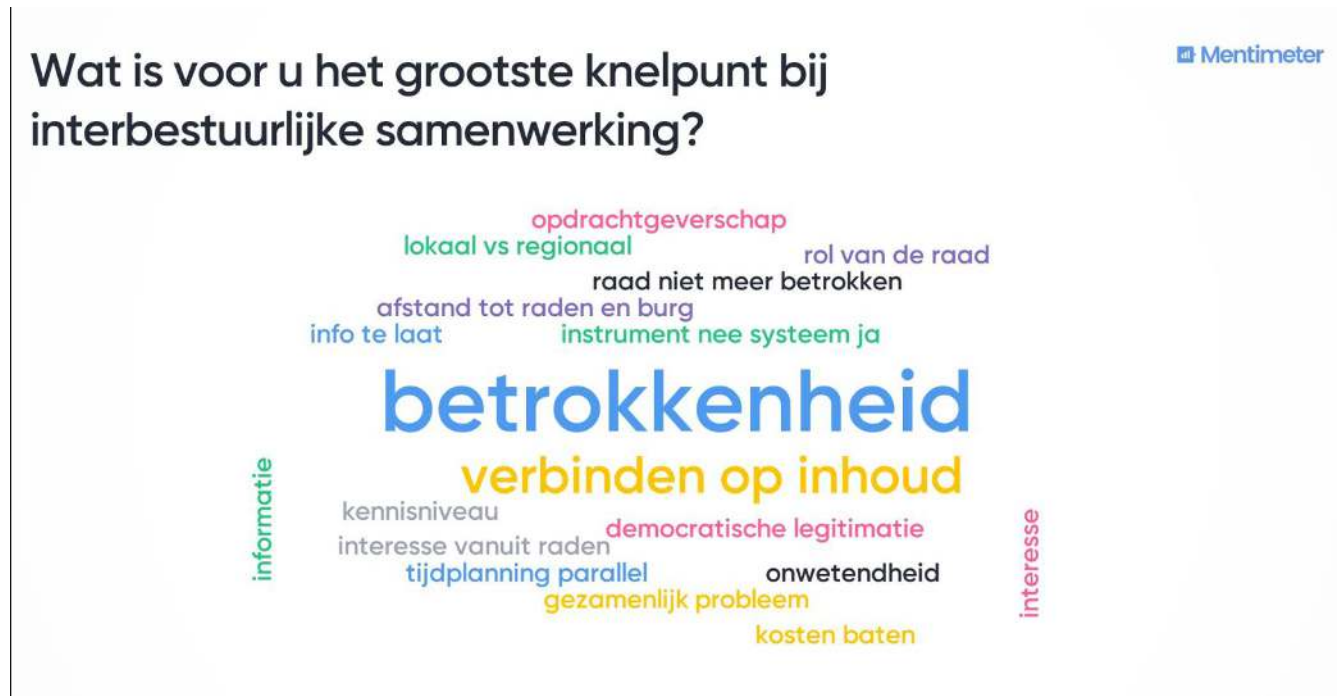 Wat is voor u het grootste knelpunt bij
interbestuurlijke samenwerking?
Mentimeter
opdrachtgeverschap
lokaal vs regionaal
rol van de raad
raad niet meer betrokken
afstand tot raden en burg
info te laat
instrument nee systeem ja
betrokkenheid
verbinden op inhoud
informatie
kennisniveau
democratische legitimatie
interesse vanuit raden
interesse
tijdplanning parallel
onwetendheid
gezamenlijk probleem
kosten baten